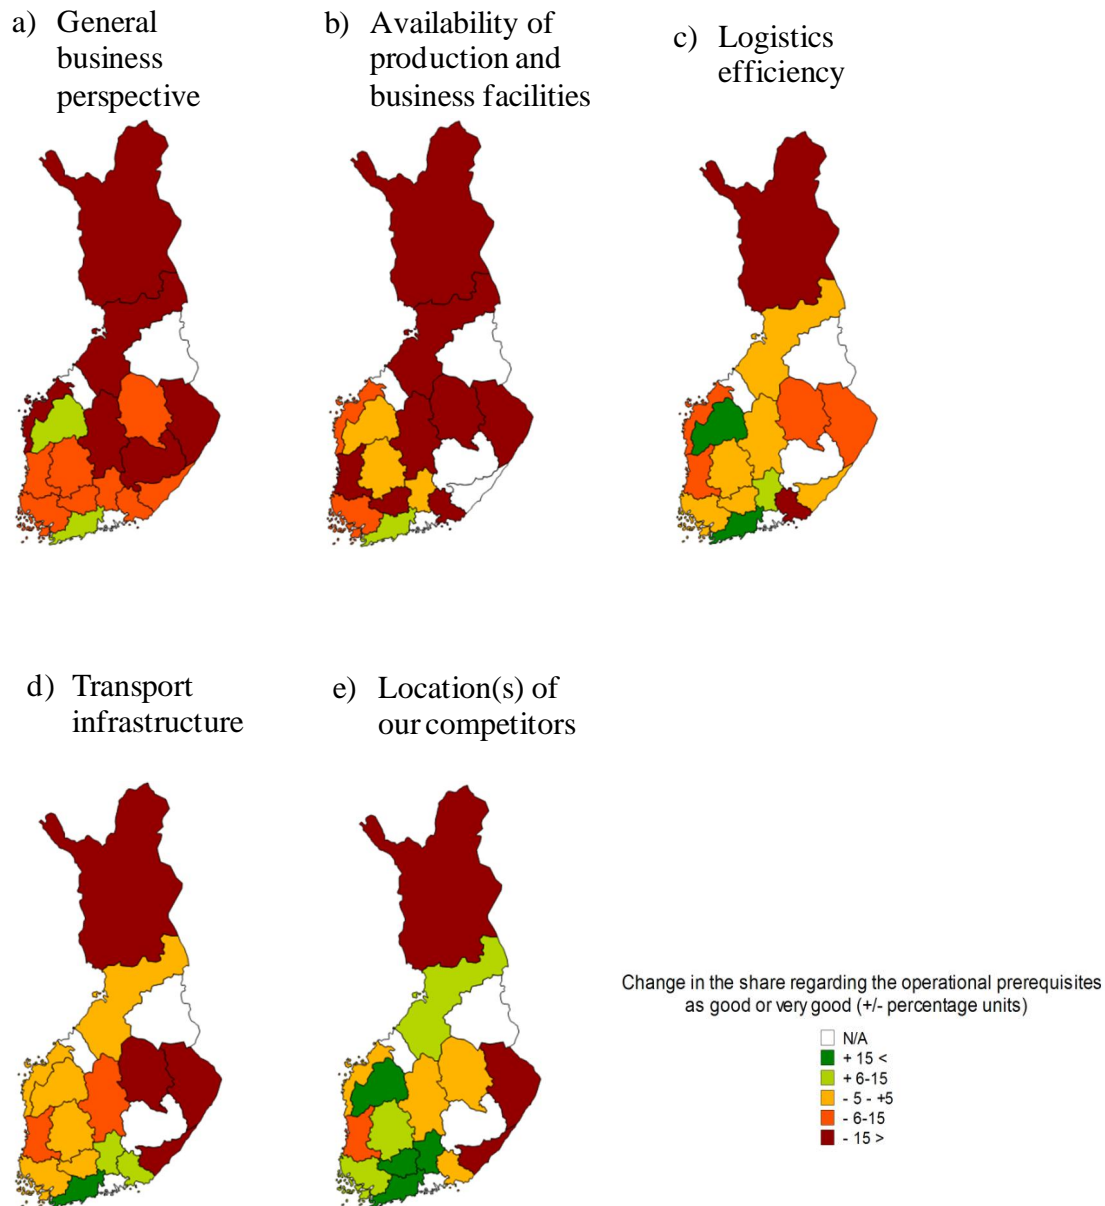 a) General
business
perspective
b) Availability of
production and
business facilities
c) Logistics
efficiency
d) Transport
infrastructure
e) Location(s) of
our competitors
Change in the share regarding the operational prerequisites
as good or very good (+/- percentage units)
N/A
+ 15 <
+ 6-15
- 5 - +5
- 6-15
- 15 >